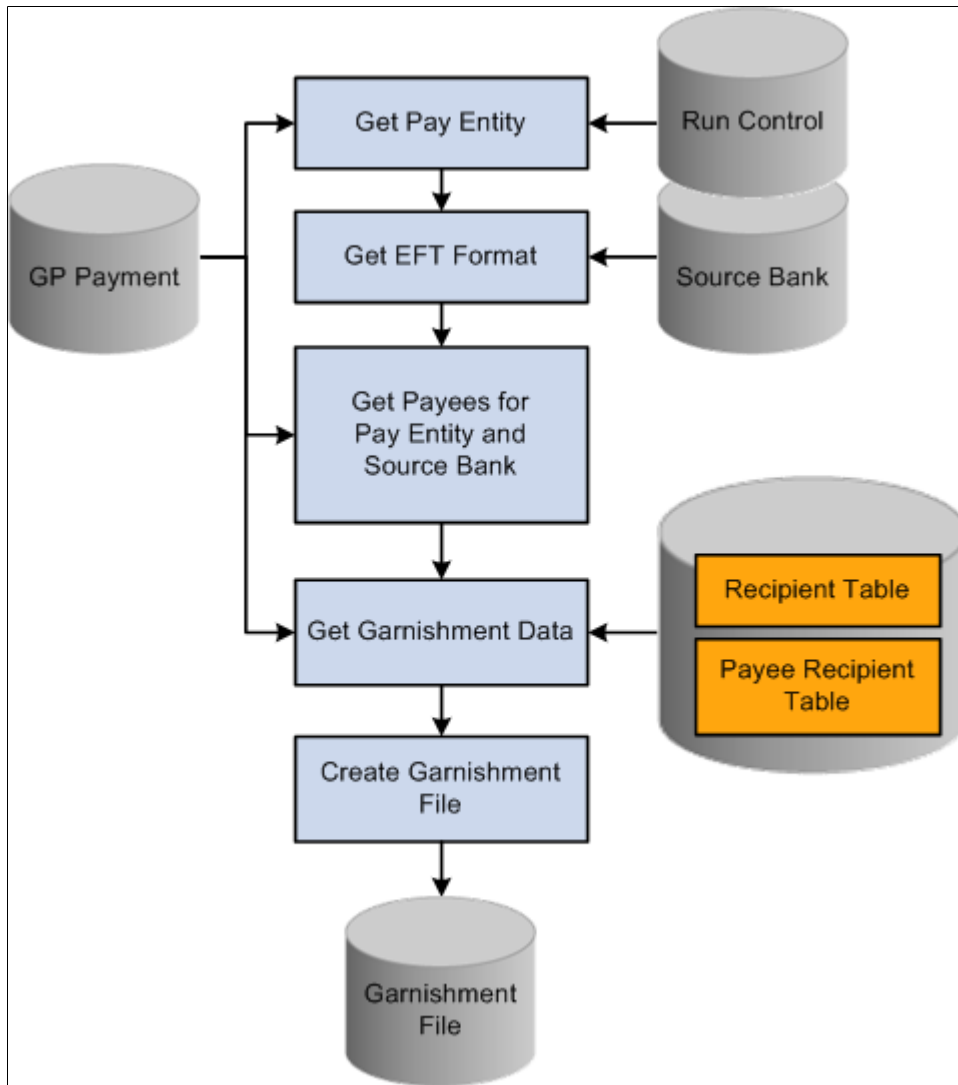 Get Pay Entity
Run Control
GP Payment
Get EFT Format
Source Bank
Get Payees for
Pay Entity and
Source Bank
Recipient Table
Get Garnishment Data
Payee Recipient
Table
Create Garnishment
File
Garnishment
File